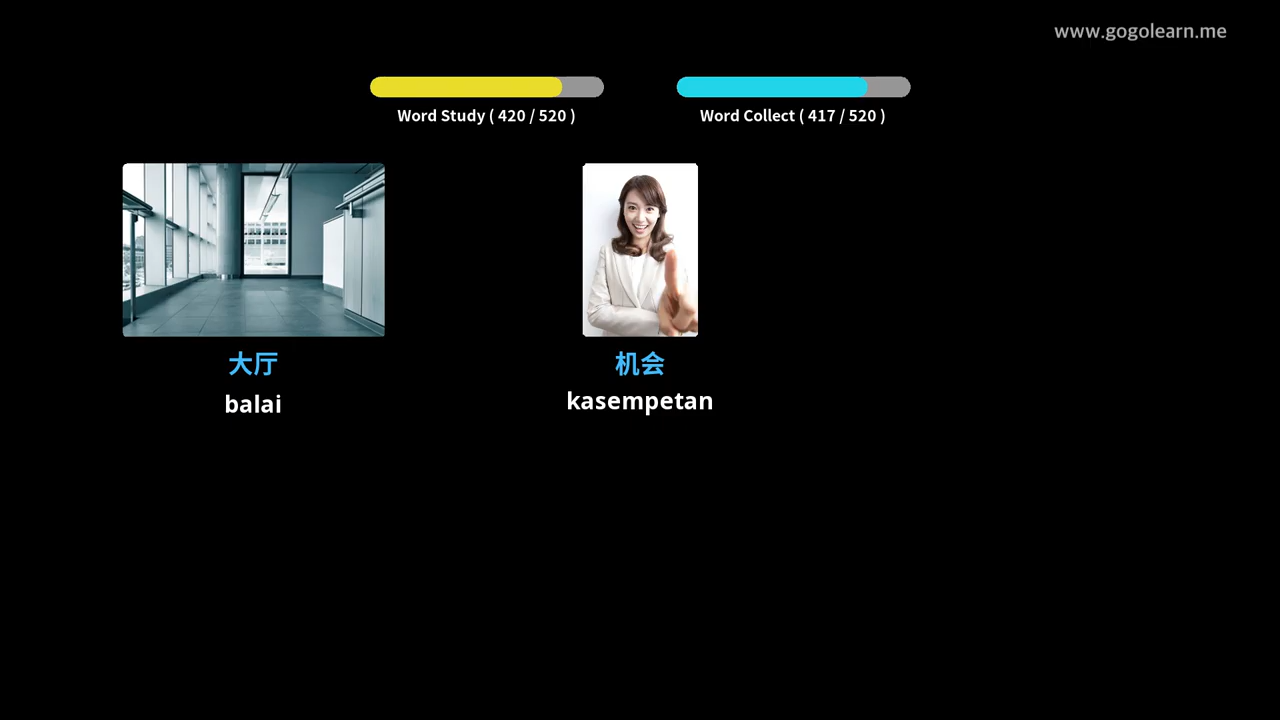 www.gogolearn.me
Word Study ( 420 / 520 )
Word Collect ( 417 / 520 )
大厅
balai
机会
kasempetan